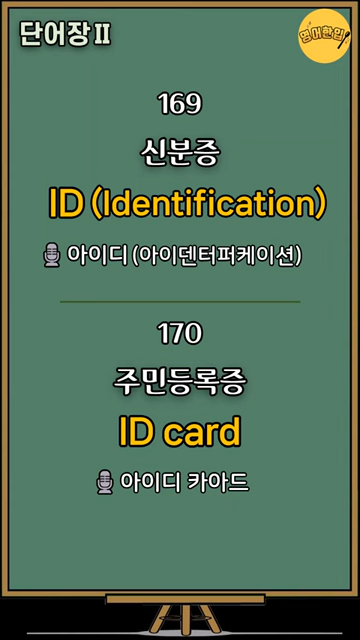 단어장 II
영어한입
169
신분증
ID (Identification)
아이디 (아이덴터퍼케이션)
170
주민등록증
ID card
아이디 카아드